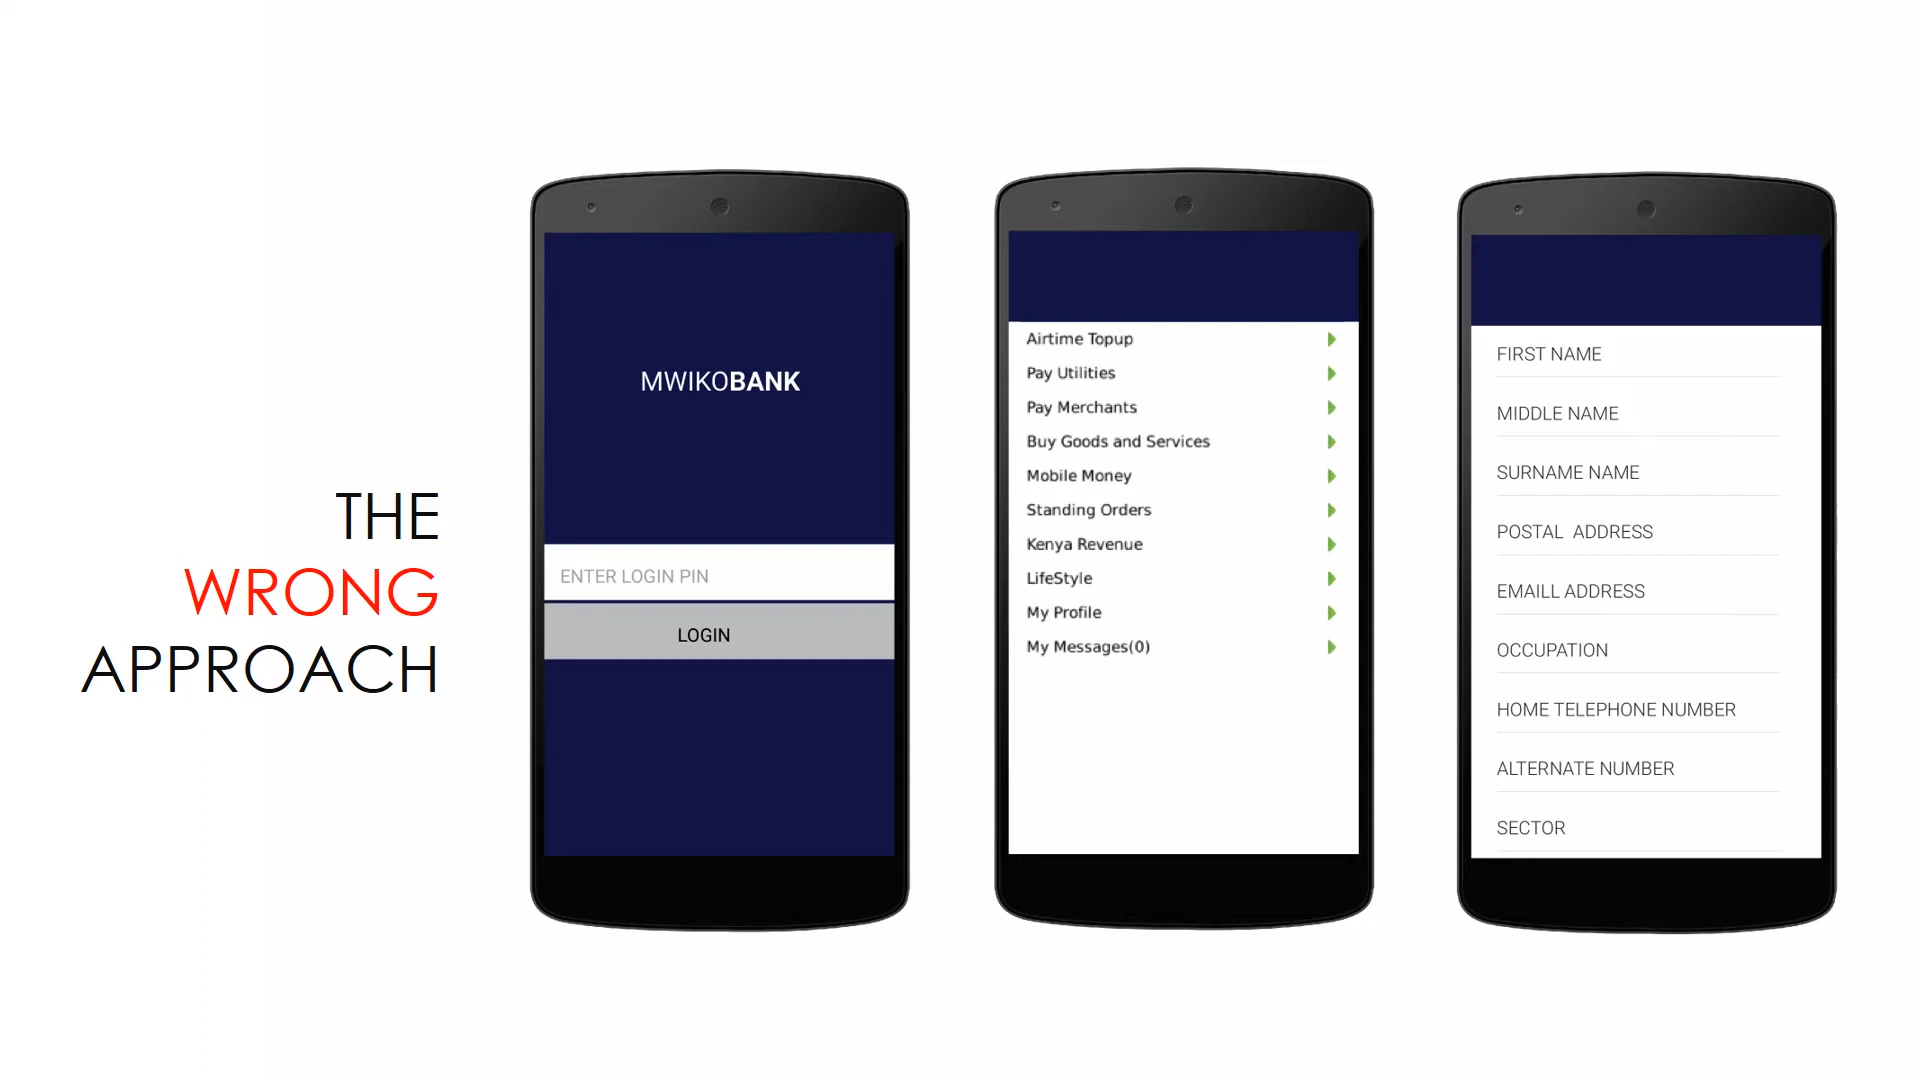 THE
WRONG
APPROACH
MWIKOBANK
ENTER LOGIN PIN
LOGIN
Airtime Topup
Pay Utilities
Pay Merchants
Buy Goods and Services
Mobile Money
Standing Orders
Kenya Revenue
LifeStyle
My Profile
My Messages(0)
FIRST NAME
MIDDLE NAME
SURNAME NAME
POSTAL  ADDRESS
EMAILL ADDRESS
OCCUPATION
HOME TELEPHONE NUMBER
ALTERNATE NUMBER
SECTOR